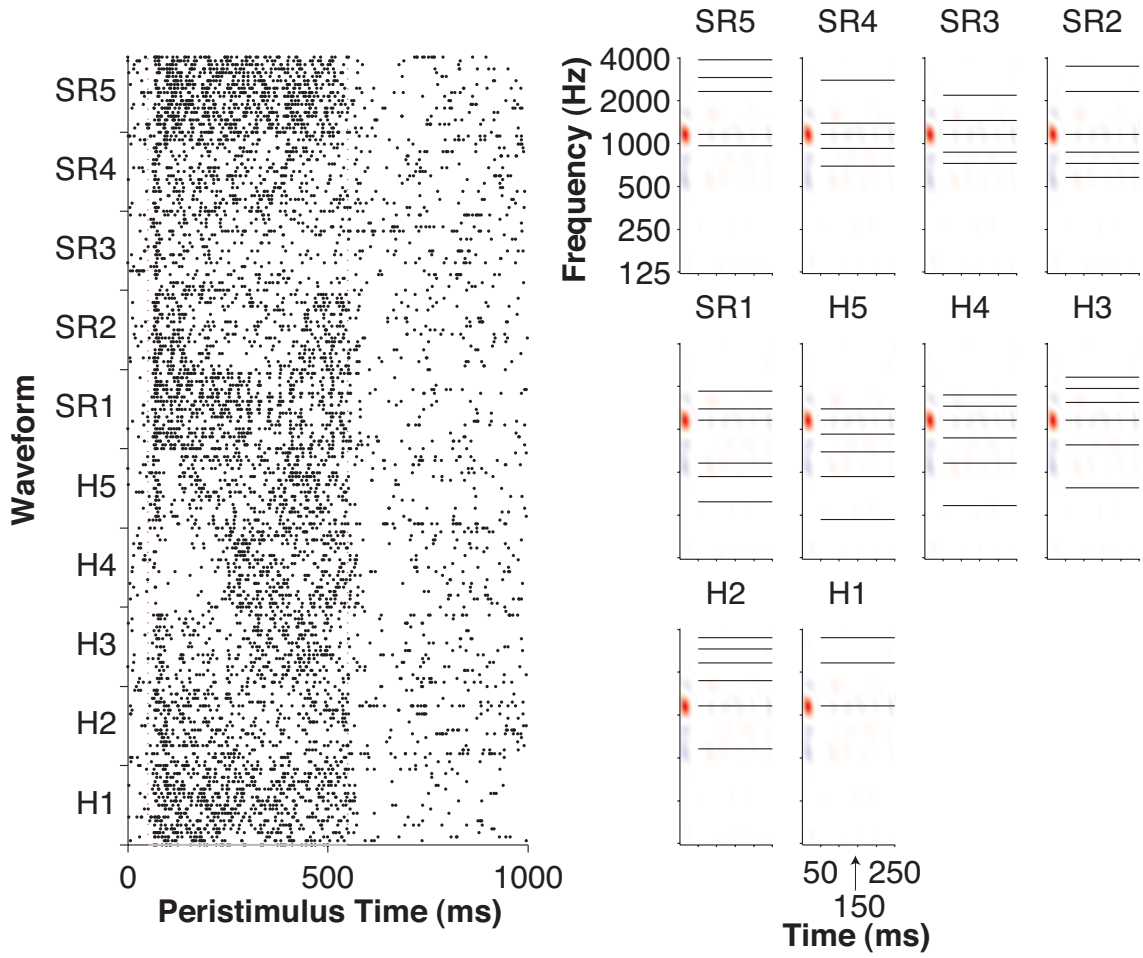 SR5
SR4
SR3
SR2
SR1
H5
H4
H3
H2
H1
Waveform
0 500 1000
Peristimulus Time (ms)
SR5 SR4 SR3 SR2
4000
2000
1000
500
250
125
Frequency (Hz)
SR1 H5 H4 H3
H2 H1
50 250
150
Time (ms)